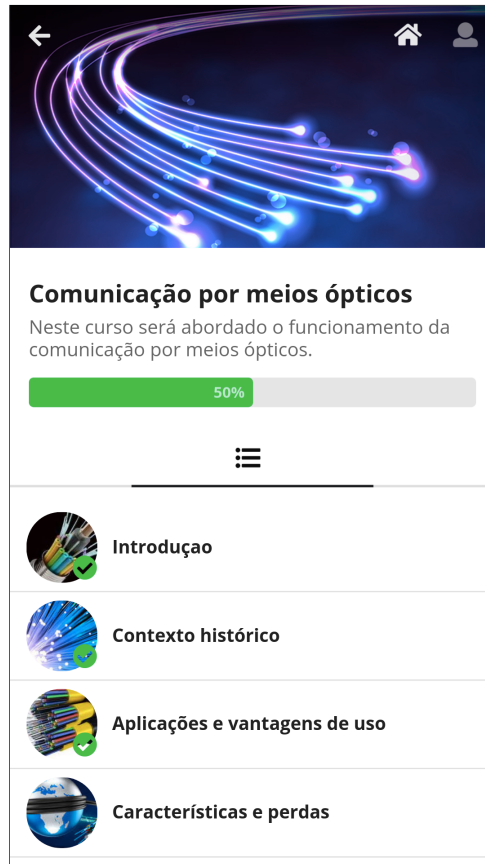 Comunicação por meios ópticos
Neste curso será abordado o funcionamento da
comunicação por meios ópticos.
50%
Introduçao
Contexto histórico
Aplicações e vantagens de uso
Características e perdas